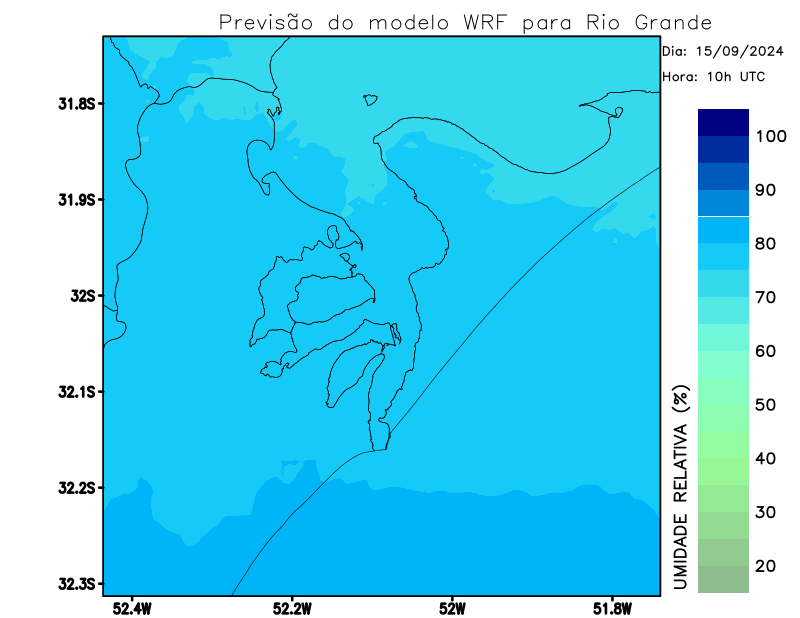 Previsão do modelo WRF para Rio Grande
Dia: 15/09/2024
Hora: 10h UTC
31.8S
31.9S
32S
32.1S
32.2S
32.3S
52.4W
52.2W
52W
51.8W
100
90
80
70
60
50
40
30
20
UMIDADE RELATIVA (%)